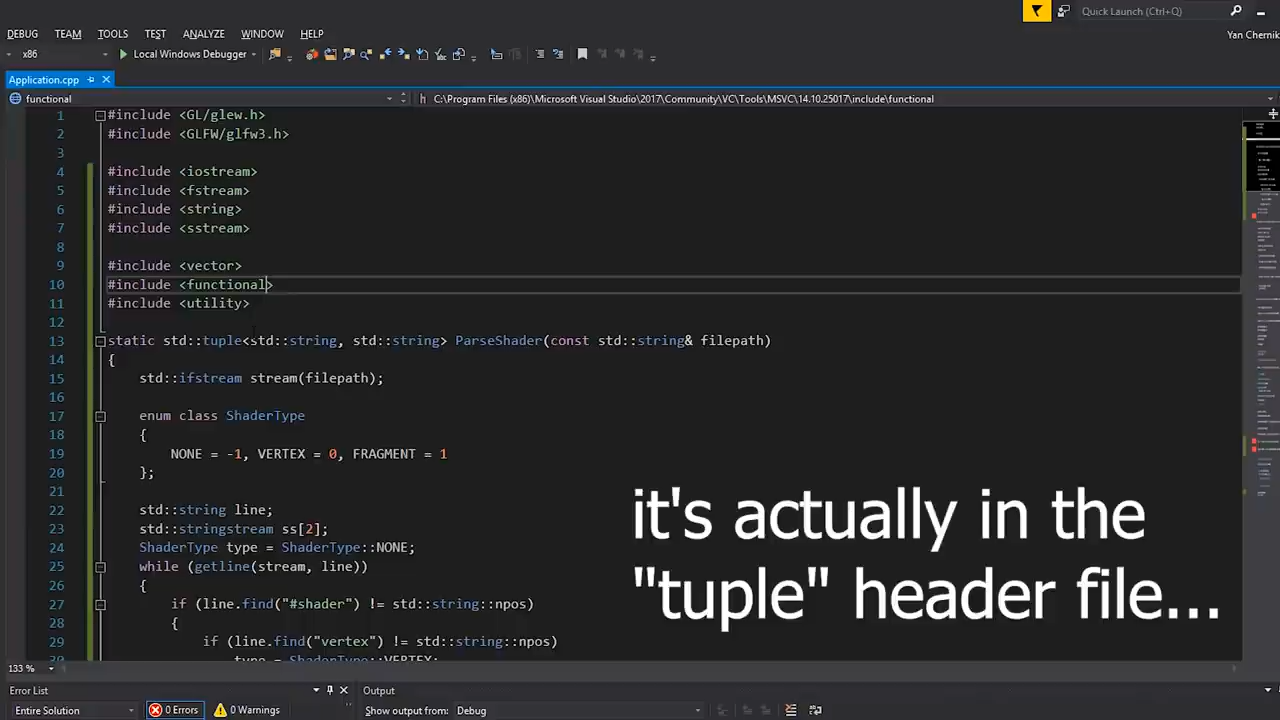 Quick Launch (Ctrl+Q)
DEBUG TEAM TOOLS TEST ANALYZE WINDOW HELP
Yan Chernik
x86 Local Windows Debugger
Application.cpp
functional C:\Program Files (x86)\Microsoft Visual Studio\2017\Community\VC\Tools\MSVC\14.10.25017\include\functional
1 #include <GL/glew.h>
2 #include <GLFW/glfw3.h>
3
4 #include <iostream>
5 #include <fstream>
6 #include <string>
7 #include <sstream>
8
9 #include <vector>
10 #include <functional>
11 #include <utility>
12
13 static std::tuple<std::string, std::string> ParseShader(const std::string& filepath)
14 {
15 std::ifstream stream(filepath);
16
17 enum class ShaderType
18 {
19 NONE = -1, VERTEX = 0, FRAGMENT = 1
20 };
21
22 std::string line;
23 std::stringstream ss[2];
24 ShaderType type = ShaderType::NONE;
25 while (getline(stream, line))
26 {
27 if (line.find("#shader") != std::string::npos)
28 {
29 if (line.find("vertex") != std::string::npos)
30 type = ShaderType::VERTEX;
it's actually in the
"tuple" header file...
133 %
Error List Output
Entire Solution 0 Errors 0 Warnings Show output from: Debug